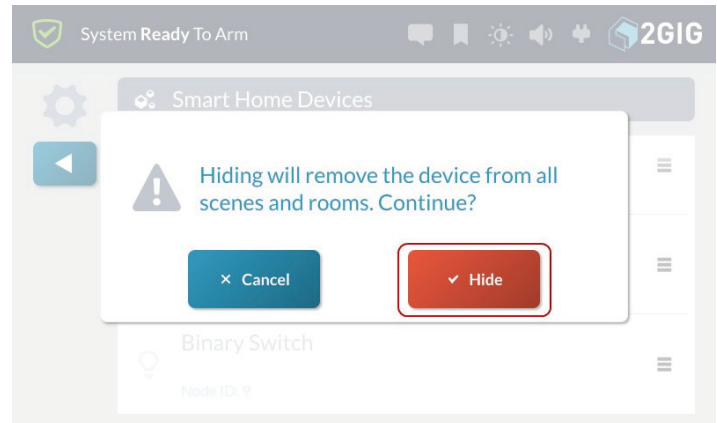 System Ready To Arm
2GIG
Smart Home Devices
Hiding will remove the device from all
scenes and rooms. Continue?
× Cancel
✓ Hide
Binary Switch
Node ID: 9